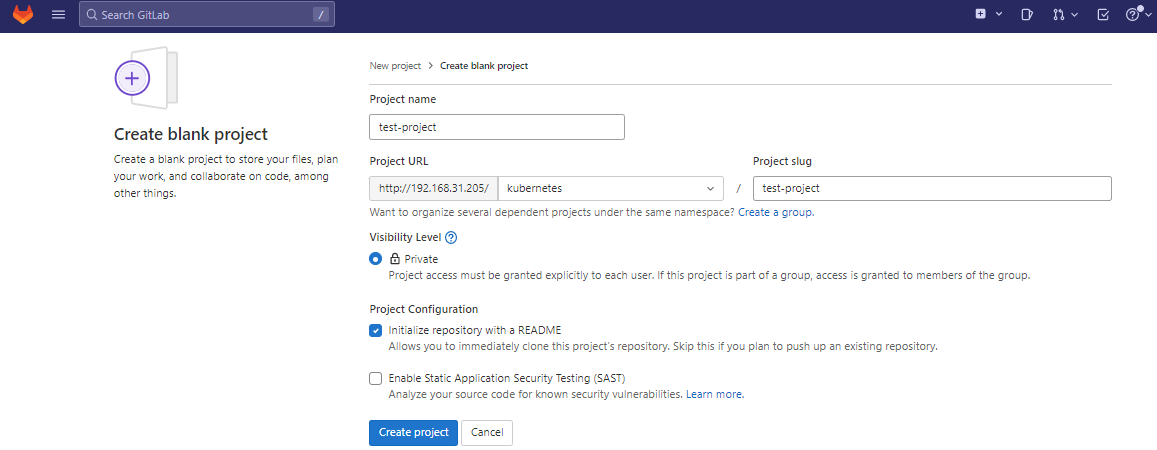 Search GitLab /
New project > Create blank project
Create blank project
Create a blank project to store your files, plan
your work, and collaborate on code, among
other things.
Project name
test-project
Project URL
Project slug
http://192.168.31.205/ kubernetes / test-project
Want to organize several dependent projects under the same namespace? Create a group.
Visibility Level
Private
Project access must be granted explicitly to each user. If this project is part of a group, access is granted to members of the group.
Project Configuration
Initialize repository with a README
Allows you to immediately clone this project's repository. Skip this if you plan to push up an existing repository.
Enable Static Application Security Testing (SAST)
Analyze your source code for known security vulnerabilities. Learn more.
Create project Cancel